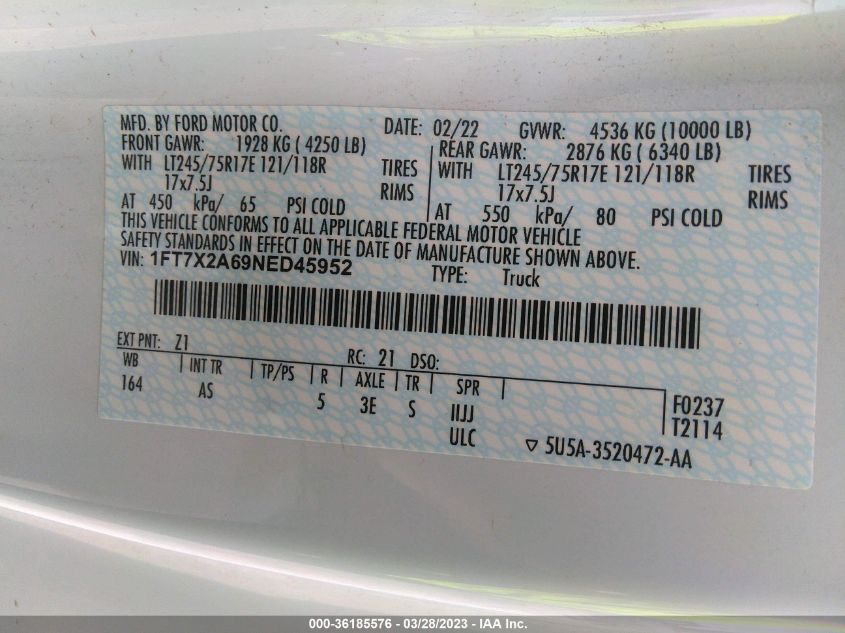 MFD. BY FORD MOTOR CO. DATE: 02/22 GVWR: 4536 KG (10000 LB)
FRONT GAWR: 1928 KG ( 4250 LB) REAR GAWR: 2876 KG ( 6340 LB)
WITH LT245/75R17E 121/118R TIRES WITH LT245/75R17E 121/118R TIRES
17x7.5J RIMS 17x7.5J RIMS
AT 450 kPa/ 65 PSI COLD AT 550 kPa/ 80 PSI COLD
THIS VEHICLE CONFORMS TO ALL APPLICABLE FEDERAL MOTOR VEHICLE
SAFETY STANDARDS IN EFFECT ON THE DATE OF MANUFACTURE SHOWN ABOVE.
VIN: 1FT7X2A69NED45952 TYPE: Truck
EXT PNT: Z1 RC: 21 DSO:
WB INT TR TP/PS R AXLE TR SPR
164 AS 5 3E S IIJJ F0237
ULC T2114
5U5A-3520472-AA
000-36185576 / 03/28/2023 - IAA Inc.